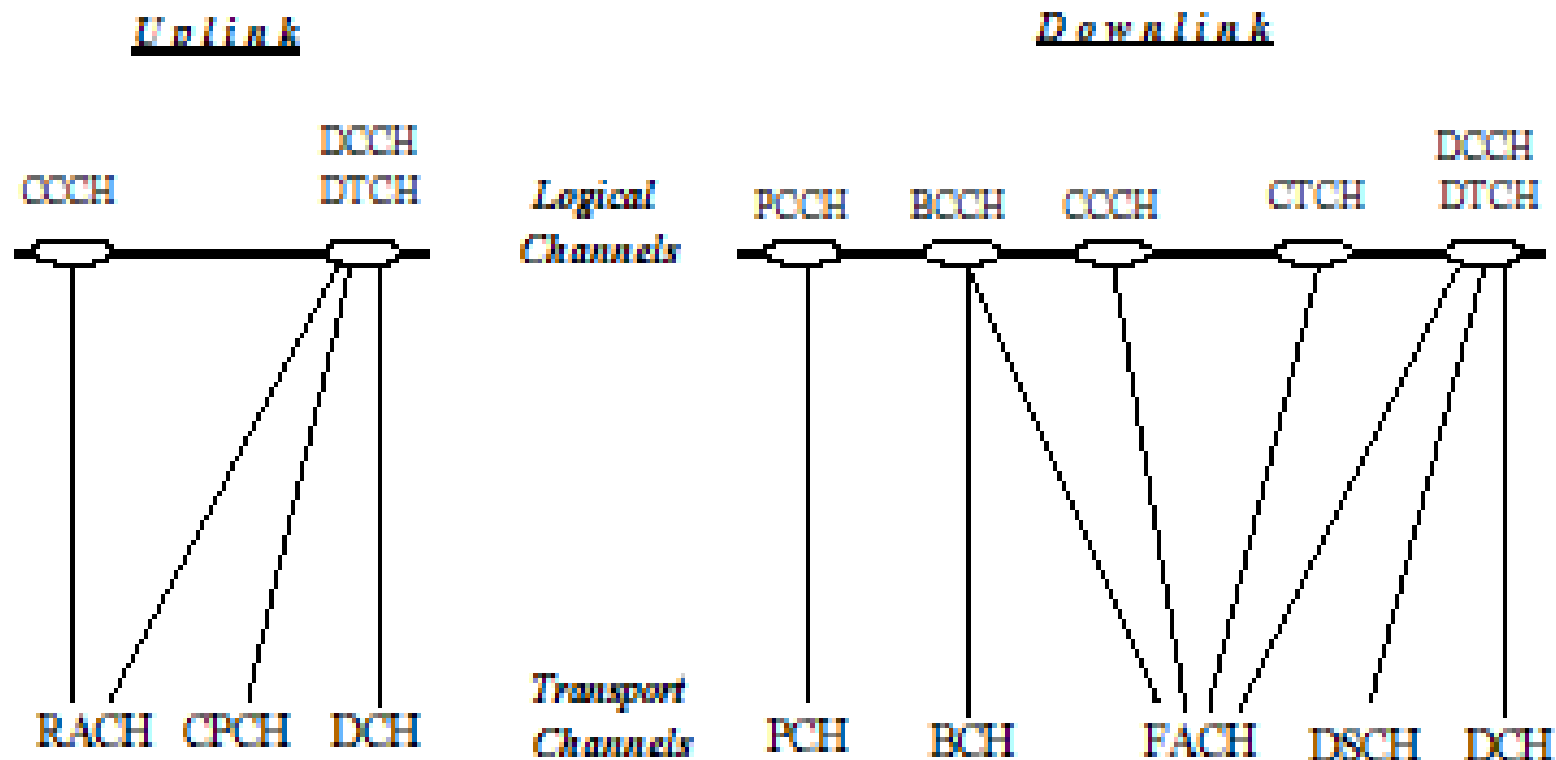 Uplink
Downlink
DCCH
DCCH
CCCH DTCH Logical PCCH BCCH CCCH CTCH DTCH
Channels
Transport
RACH CPCH DCH Channels PCH BCH FACH DSCH DCH